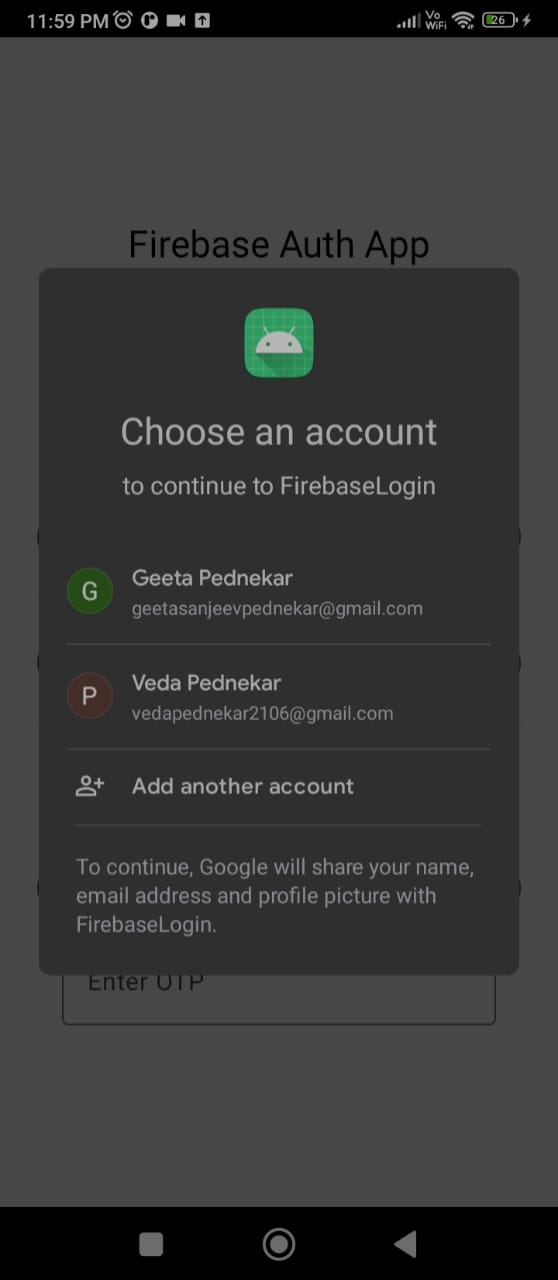 11:59 PM
Vo
WiFi
26
Firebase Auth App
Choose an account
to continue to FirebaseLogin
G
Geeta Pednekar
geetasanjeevpednekar@gmail.com
P
Veda Pednekar
vedapednekar2106@gmail.com
Add another account
To continue, Google will share your name,
email address and profile picture with
FirebaseLogin.
Enter OTP